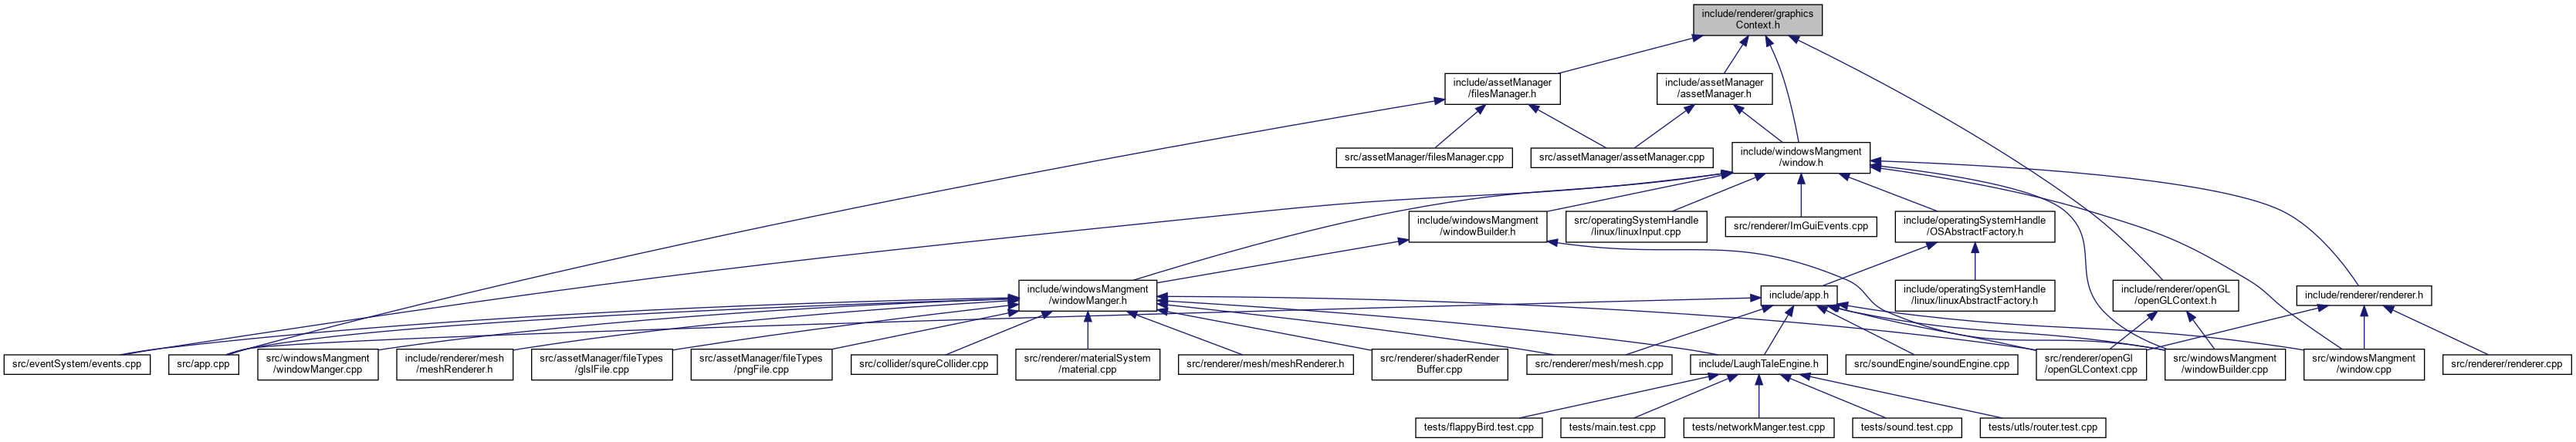 include/renderer/graphics
Context.h
include/assetManager
/filesManager.h
include/assetManager
/assetManager.h
src/assetManager/filesManager.cpp
src/assetManager/assetManager.cpp
include/windowsMangment
/window.h
include/windowsMangment
/windowBuilder.h
src/operatingSystemHandle
/linux/linuxInput.cpp
src/renderer/ImGuiEvents.cpp
include/operatingSystemHandle
/OSAbstractFactory.h
include/windowsMangment
/windowManger.h
include/app.h
include/operatingSystemHandle
/linux/linuxAbstractFactory.h
include/renderer/openGL
/openGLContext.h
include/renderer/renderer.h
src/eventSystem/events.cpp
src/app.cpp
src/windowsMangment
/windowManger.cpp
include/renderer/mesh
/meshRenderer.h
src/assetManager/fileTypes
/glslFile.cpp
src/assetManager/fileTypes
/pngFile.cpp
src/collider/squreCollider.cpp
src/renderer/materialSystem
/material.cpp
src/renderer/mesh/meshRenderer.h
src/renderer/shaderRender
Buffer.cpp
src/renderer/mesh/mesh.cpp
include/LaughTaleEngine.h
src/soundEngine/soundEngine.cpp
src/renderer/openGl
/openGLContext.cpp
src/windowsMangment
/windowBuilder.cpp
src/windowsMangment
/window.cpp
src/renderer/renderer.cpp
tests/flappyBird.test.cpp
tests/main.test.cpp
tests/networkManger.test.cpp
tests/sound.test.cpp
tests/utls/router.test.cpp